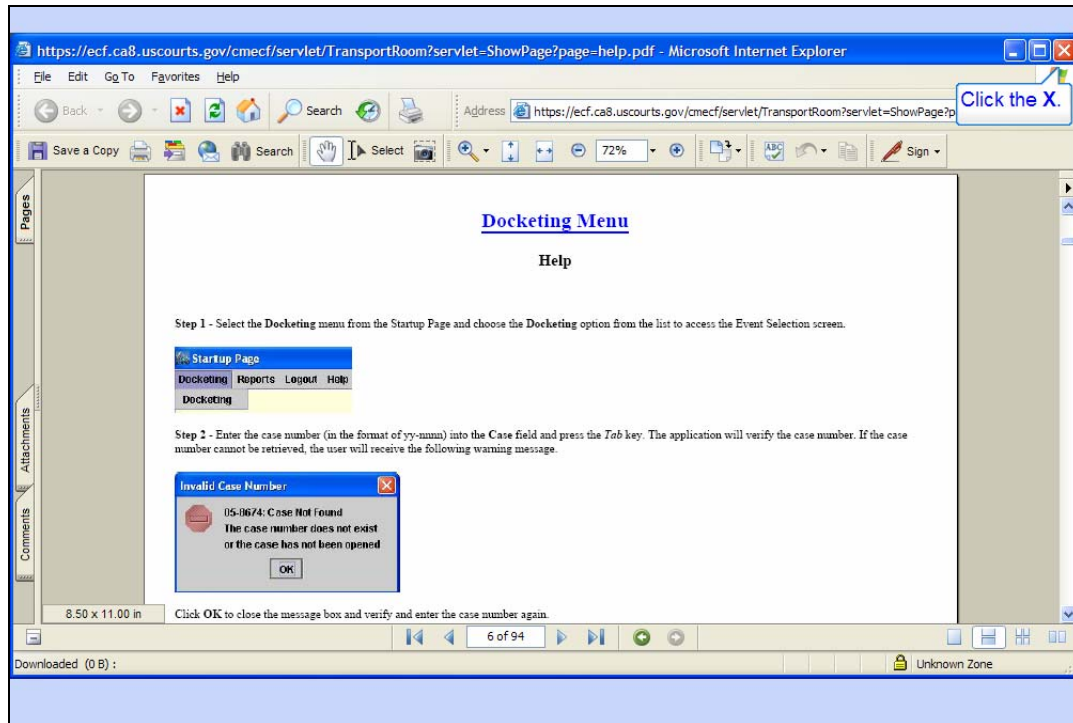 https://ecf.ca8.uscourts.gov/cmecf/servlet/TransportRoom?servlet=ShowPage?page=help.pdf - Microsoft Internet Explorer
File Edit Go To Favorites Help
Click the X.
Back Search Address https://ecf.ca8.uscourts.gov/cmecf/servlet/TransportRoom?servlet=ShowPage?p
Save a Copy Search Select 72% Sign
Pages
Attachments
Comments
Docketing Menu
Help
Step 1 - Select the Docketing menu from the Startup Page and choose the Docketing option from the list to access the Event Selection screen.
Startup Page
Docketing Reports Logout Help
Docketing
Step 2 - Enter the case number (in the format of yy-nnnn) into the Case field and press the Tab key. The application will verify the case number. If the case
number cannot be retrieved, the user will receive the following warning message.
Invalid Case Number
05-8674: Case Not Found
The case number does not exist
or the case has not been opened
OK
Click OK to close the message box and verify and enter the case number again.
8.50 x 11.00 in
6 of 94
Downloaded (0 B) : Unknown Zone